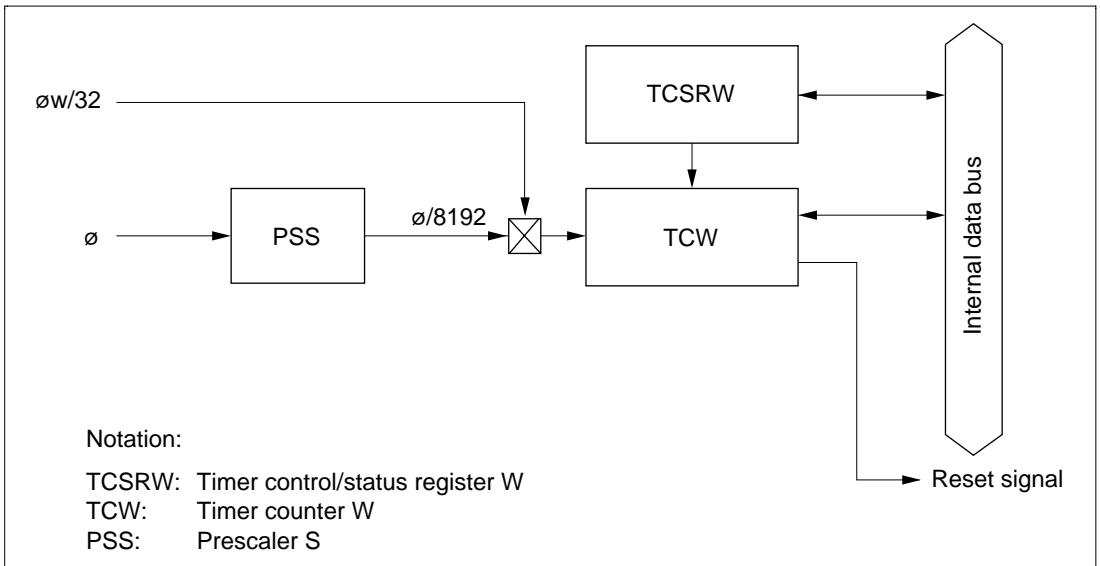 TCSRW
øw/32
ø/8192
ø
PSS
TCW
Internal data bus
Notation:
TCSRW: Timer control/status register W
TCW: Timer counter W
PSS: Prescaler S
Reset signal